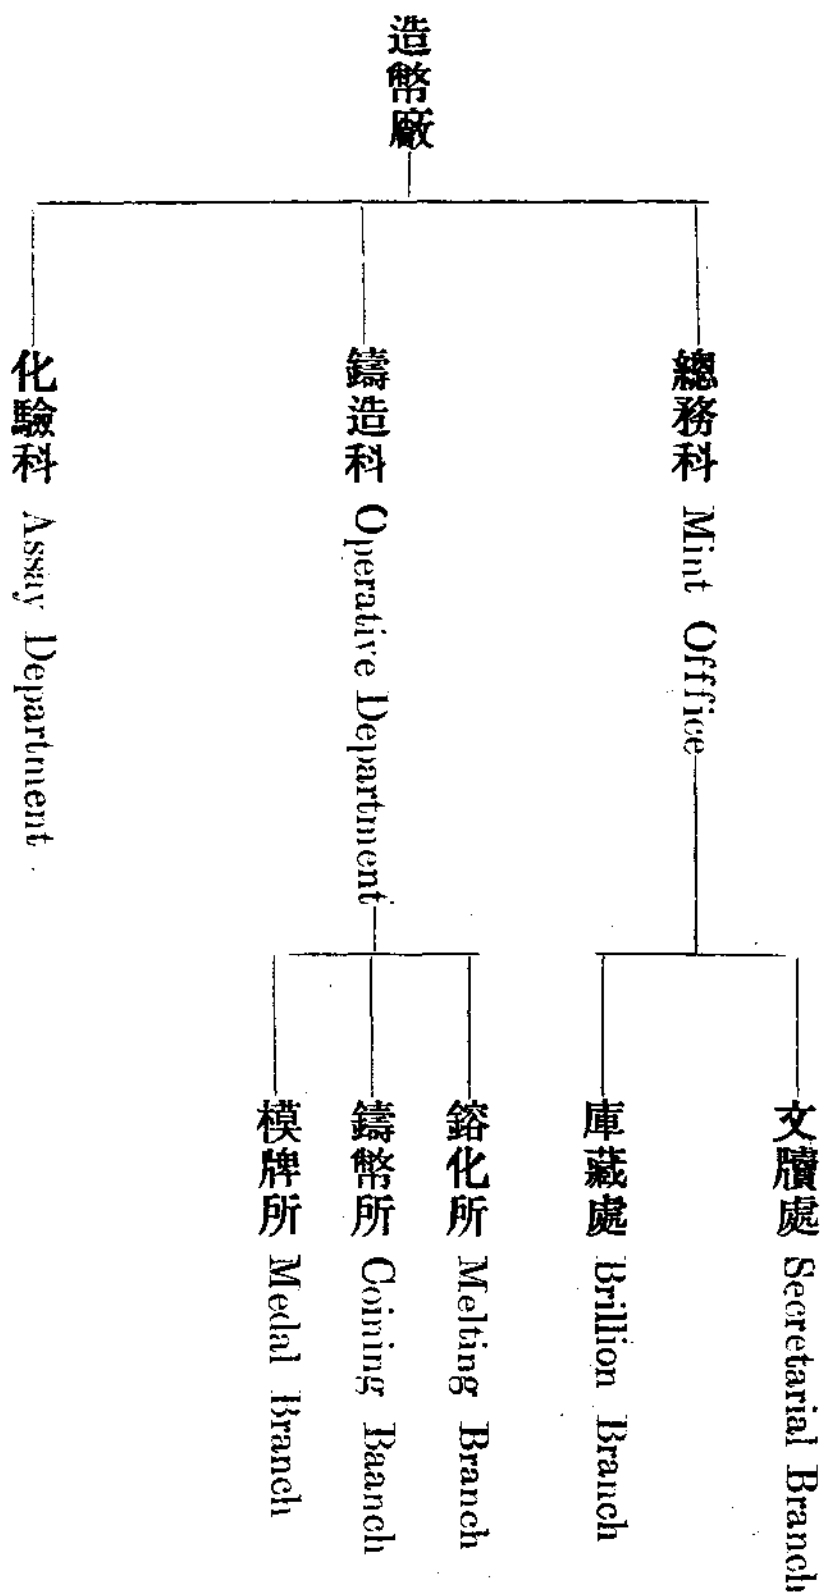 造幣廠
總務科 Mint Offfice
文牘處 Secretarial Branch
庫藏處 Brillion Branch
鑄造科 Operative Department
鎔化所 Melting Branch
鑄幣所 Coining Baanch
模牌所 Medal Branch
化驗科 Assay Department